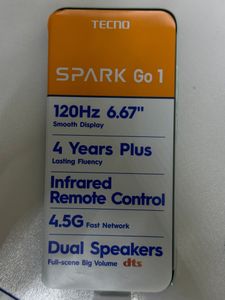 TECNO
SPARK Go 1
120Hz 6.67"
Smooth Display
4 Years Plus
Lasting Fluency
Infrared
Remote Control
4.5G Fast Network
Dual Speakers
Full-scene Big Volume dts